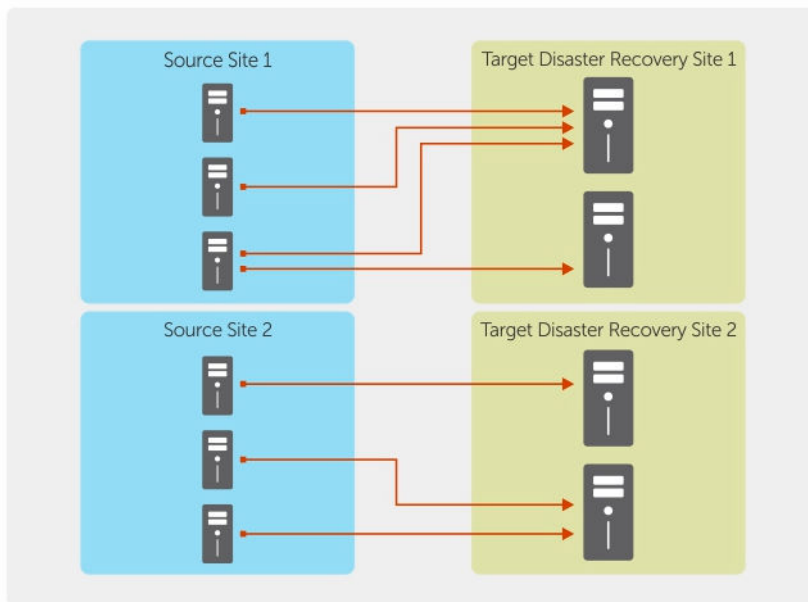 Source Site 1
Target Disaster Recovery Site 1
Source Site 2
Target Disaster Recovery Site 2